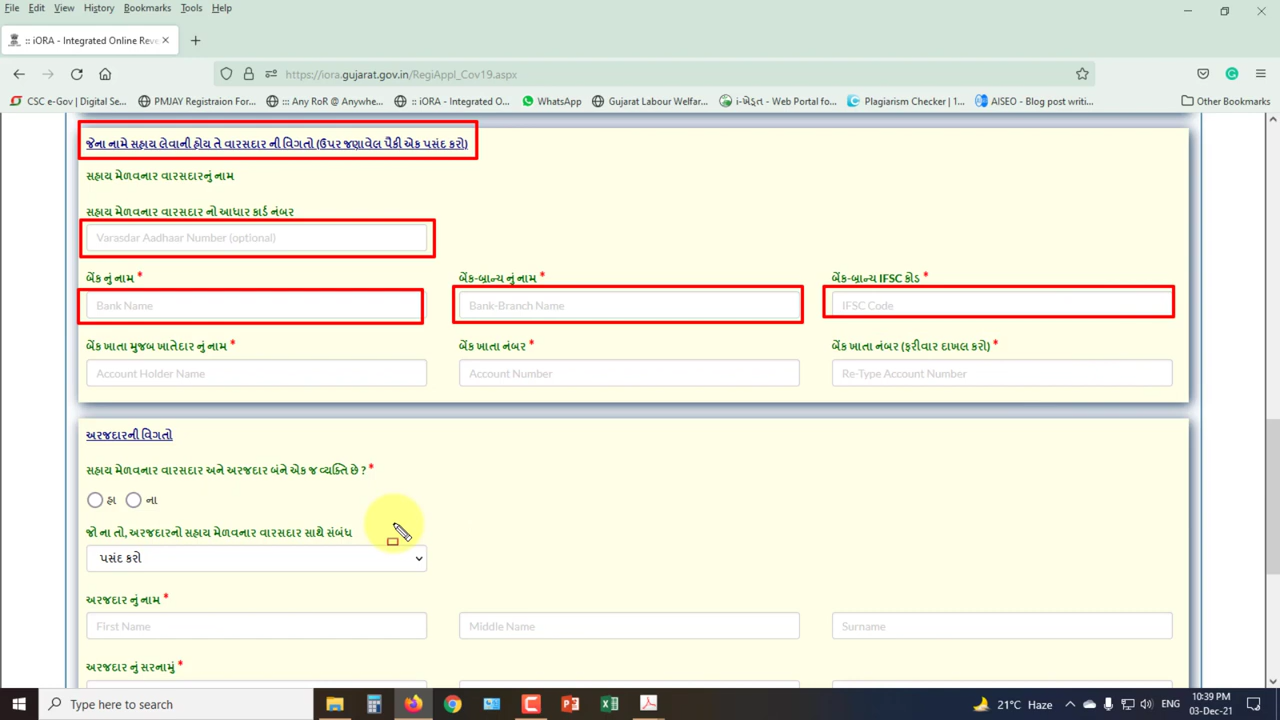 File Edit View History Bookmarks Tools Help
:: iORA - Integrated Online Reve
https://iora.gujarat.gov.in/RegiAppl_Cov19.aspx
CSC e-Gov | Digital Se... PMJAY Registraion For... ::: Any RoR @ Anywhe... :: iORA - Integrated O... WhatsApp Gujarat Labour Welfar... i-ખેડૂત - Web Portal fo... Plagiarism Checker | 1... AISEO - Blog post writi... Other Bookmarks
જેના નામે સહાય લેવાની હોય તે વારસદાર ની વિગતો (ઉપર જણાવેલ પૈકી એક પસંદ કરો)
સહાય મેળવનાર વારસદારનું નામ
સહાય મેળવનાર વારસદાર નો આધાર કાર્ડ નંબર
Varasdar Aadhaar Number (optional)
બેંક નું નામ * બેંક-બ્રાન્ચ નું નામ * બેંક-બ્રાન્ચ IFSC કોડ *
Bank Name Bank-Branch Name IFSC Code
બેંક ખાતા મુજબ ખાતેદાર નું નામ * બેંક ખાતા નંબર * બેંક ખાતા નંબર (ફરીવાર દાખલ કરો) *
Account Holder Name Account Number Re-Type Account Number
અરજદારની વિગતો
સહાય મેળવનાર વારસદાર અને અરજદાર બંને એક જ વ્યક્તિ છે ? *
હા ના
જો ના તો, અરજદારનો સહાય મેળવનાર વારસદાર સાથે સંબંધ
પસંદ કરો
અરજદાર નું નામ *
First Name Middle Name Surname
અરજદાર નું સરનામું *
Type here to search 21°C Haze ENG 10:39 PM
03-Dec-21